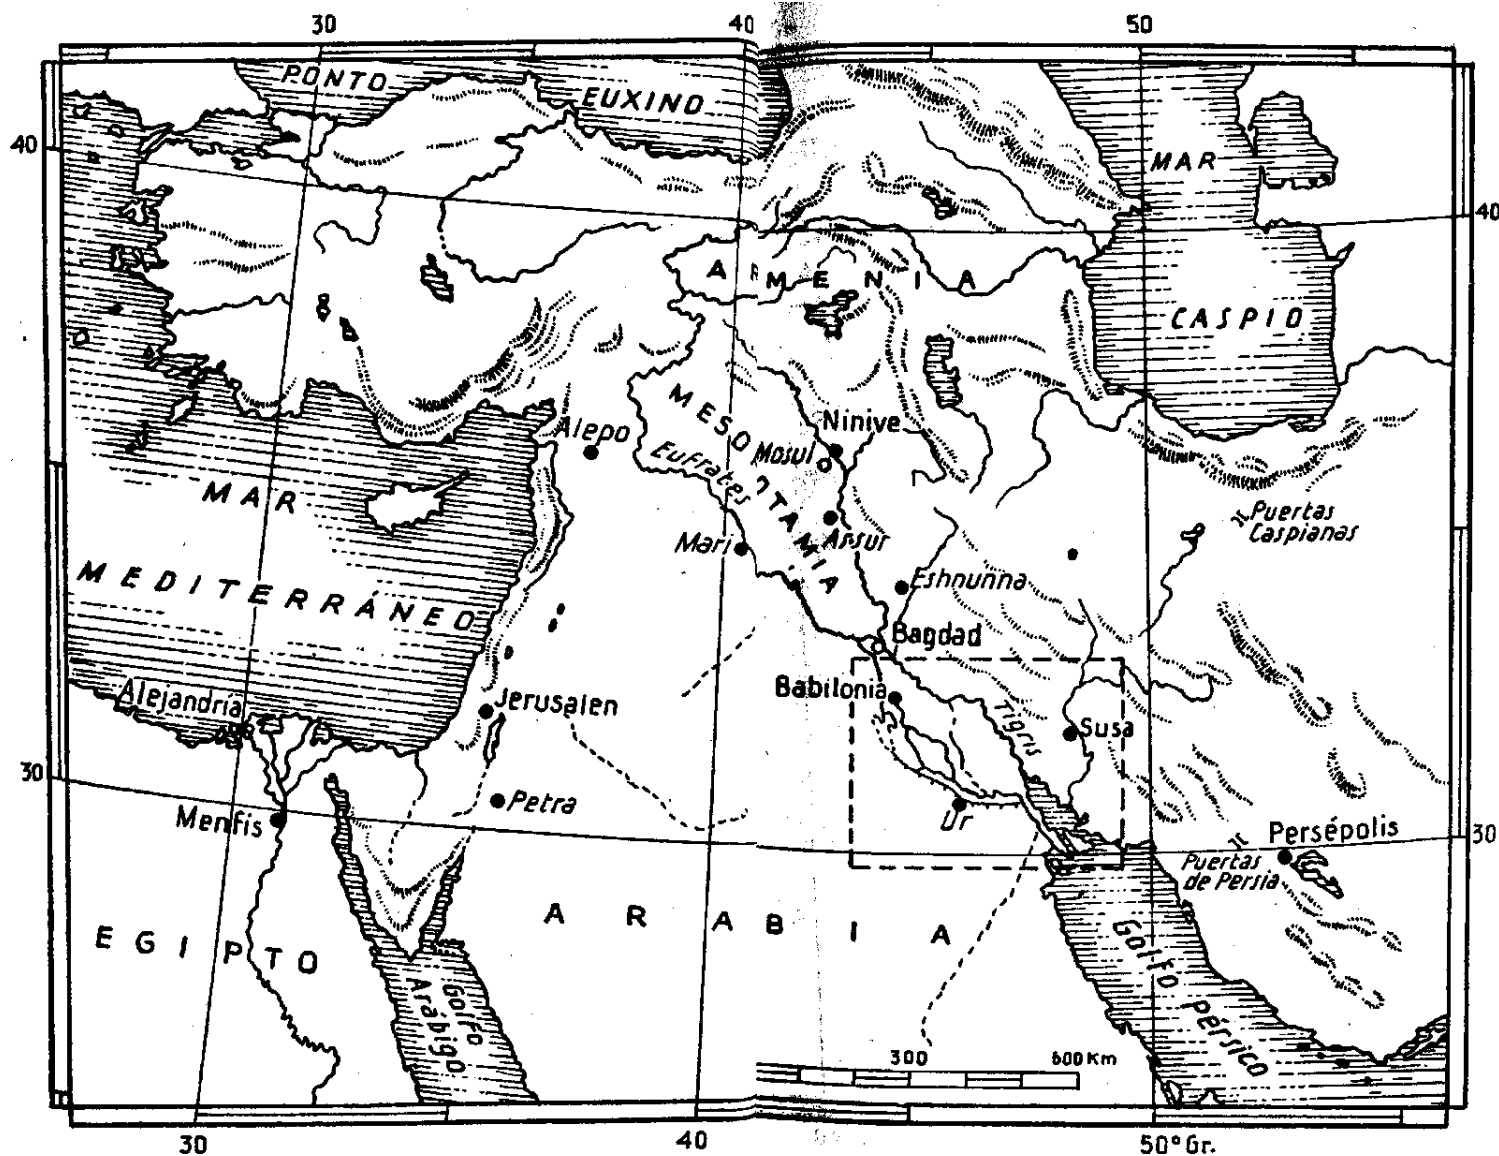 30
40
50
PONTO
EUXINO
40
MAR
40
ARMENIA
CASPIO
MESOPOTAMIA
Ninive
Alepo
Mosul
Eufrates
MAR
Puertas
Caspianas
Mari
Assur
MEDITERRÁNEO
Eshnunna
Bagdad
Alejandría
Jerusalen
Babilonia
Tigris
Susa
30
Menfis
Petra
Ur
Persépolis
30
Puertas
de Persia
EGIPTO
ARABIA
Golfo
Arábigo
Golfo Pérsico
300
600 Km
30
40
50° Gr.